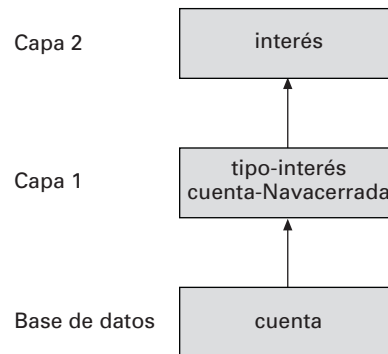 Capa 2
interés
Capa 1
tipo-interés
cuenta-Navacerrada
Base de datos
cuenta